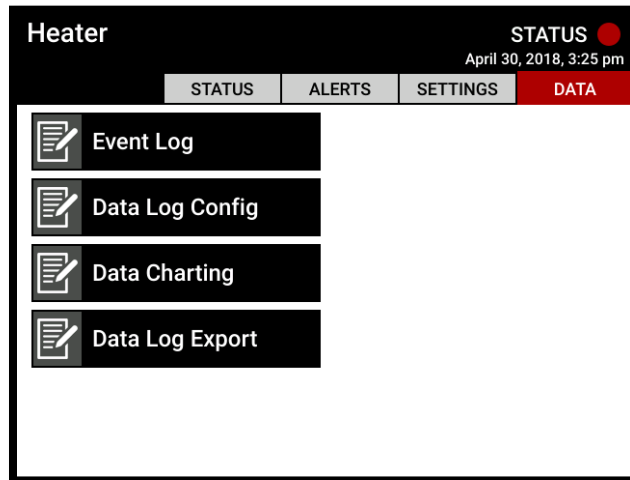 Heater
STATUS
April 30, 2018, 3:25 pm
STATUS ALERTS SETTINGS DATA
Event Log
Data Log Config
Data Charting
Data Log Export